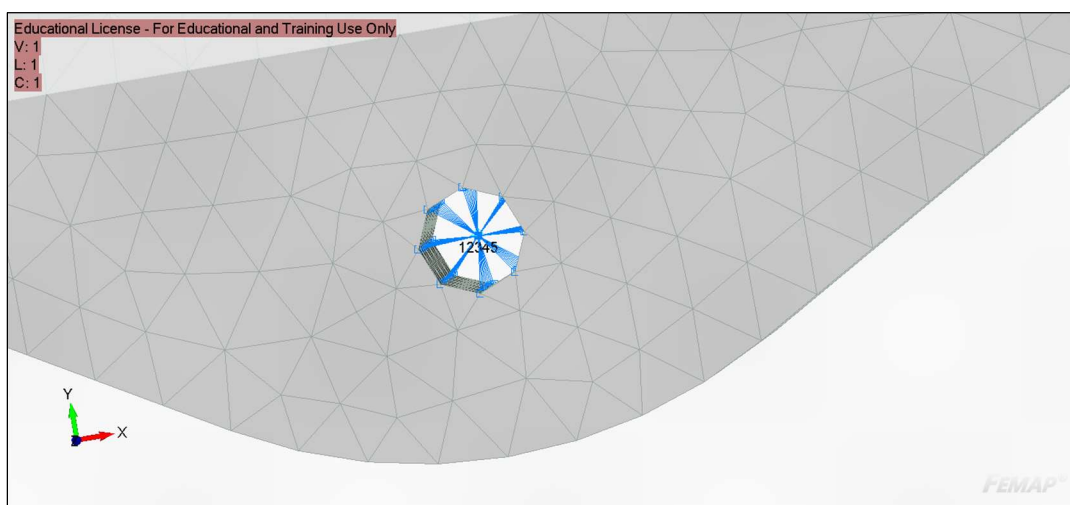 Educational License - For Educational and Training Use Only
V: 1
L: 1
C: 1
12345
Y
X
FEMAP®